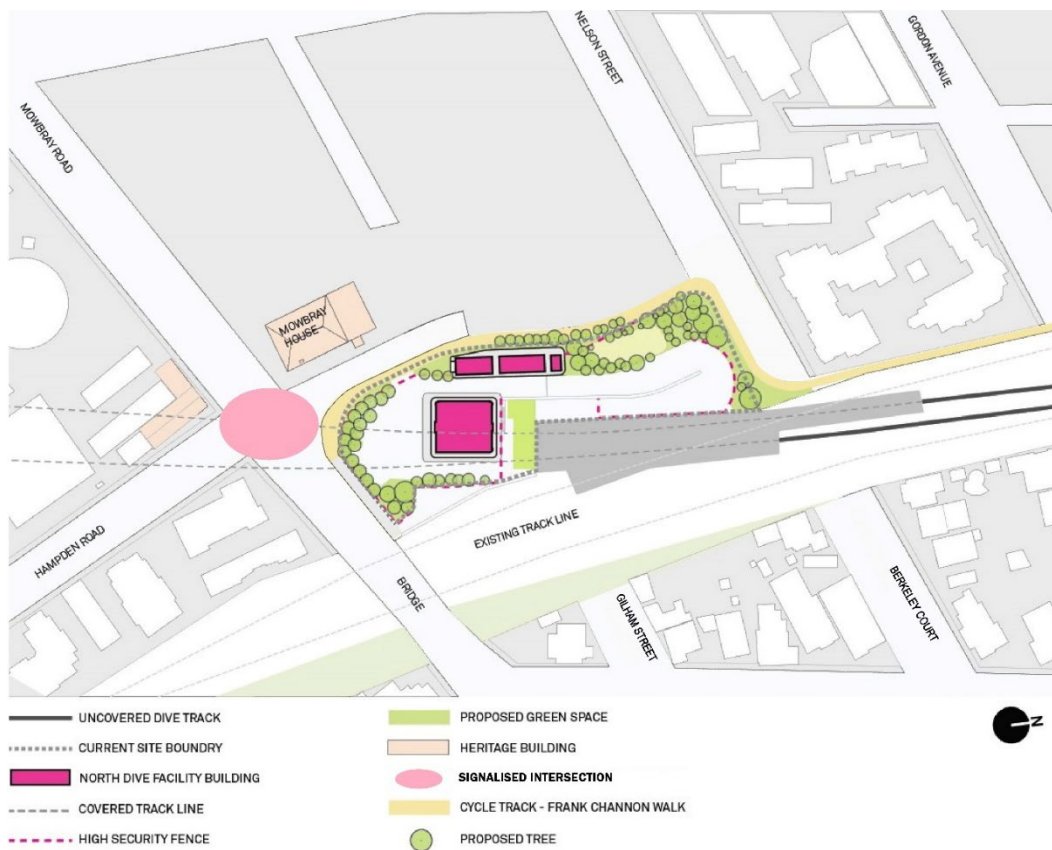 NELSON STREET
GORDON AVENUE
MOWBRAY ROAD
MOWBRAY
HOUSE
HAMPDEN ROAD
EXISTING TRACK LINE
BRIDGE
GILHAM STREET
BERKELEY COURT
UNCOVERED DIVE TRACK
CURRENT SITE BOUNDRY
NORTH DIVE FACILITY BUILDING
COVERED TRACK LINE
HIGH SECURITY FENCE
PROPOSED GREEN SPACE
HERITAGE BUILDING
SIGNALISED INTERSECTION
CYCLE TRACK - FRANK CHANNON WALK
PROPOSED TREE
N